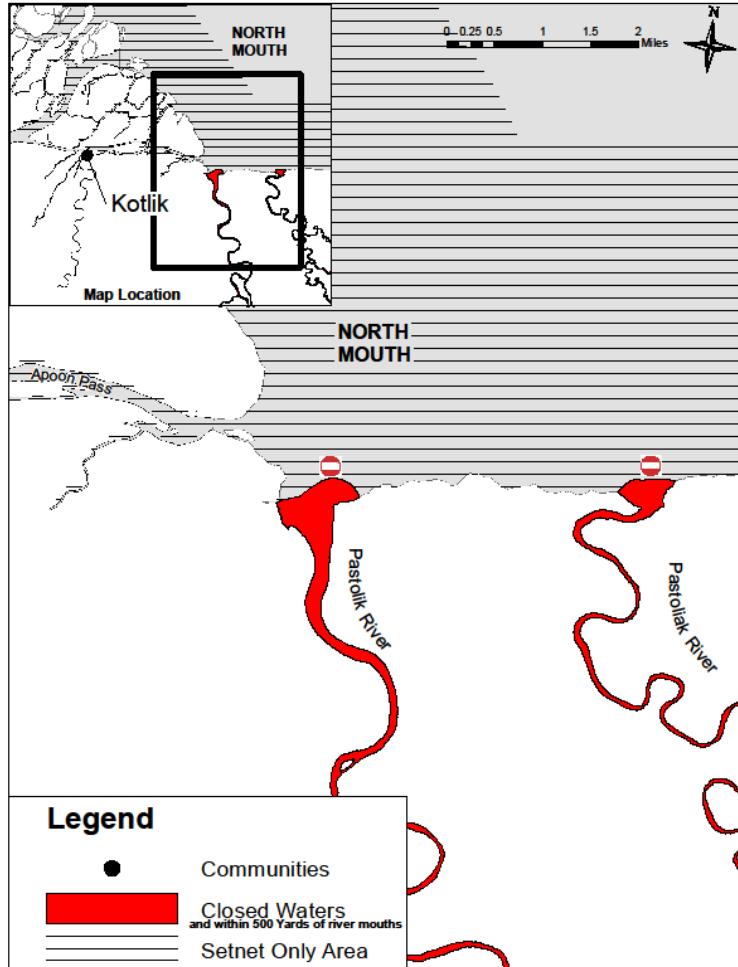 NORTH
MOUTH
N
0 0.25 0.5 1 1.5 2
Miles
Kotlik
Map Location
NORTH
MOUTH
Apoon Pass
Pastolik River
Pastoliak River
Legend
Communities
Closed Waters
and within 500 Yards of river mouths
Setnet Only Area